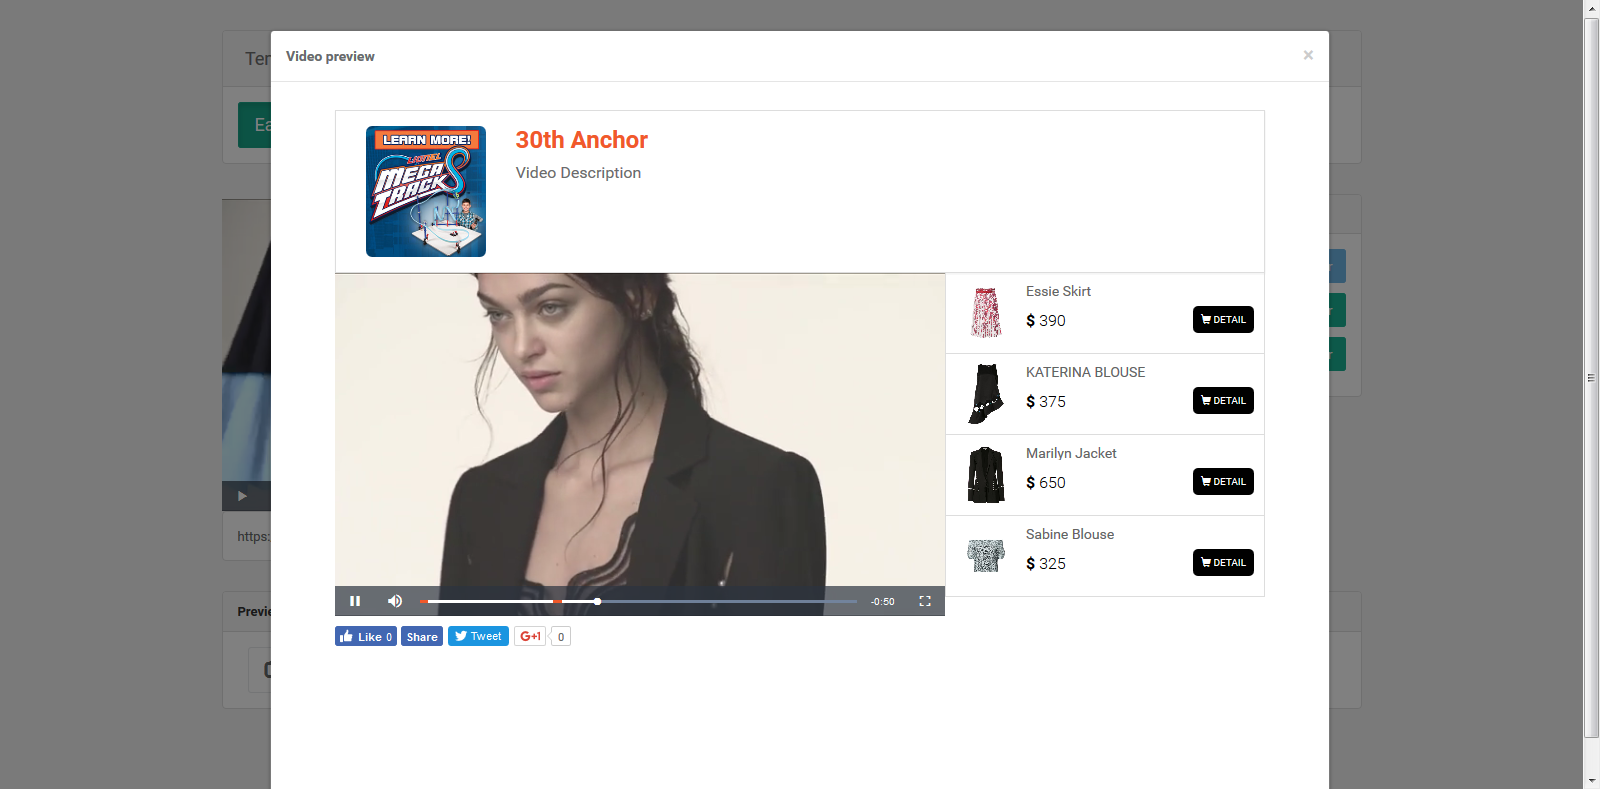 Video preview
×
Ter
Ea
LEARN MORE!
MEGA
TRACKS
30th Anchor
Video Description
Essie Skirt
$ 390
DETAIL
KATERINA BLOUSE
$ 375
DETAIL
Marilyn Jacket
$ 650
DETAIL
Sabine Blouse
$ 325
DETAIL
-0:50
https:
Like 0
Share
Tweet
G+1
0
Previe